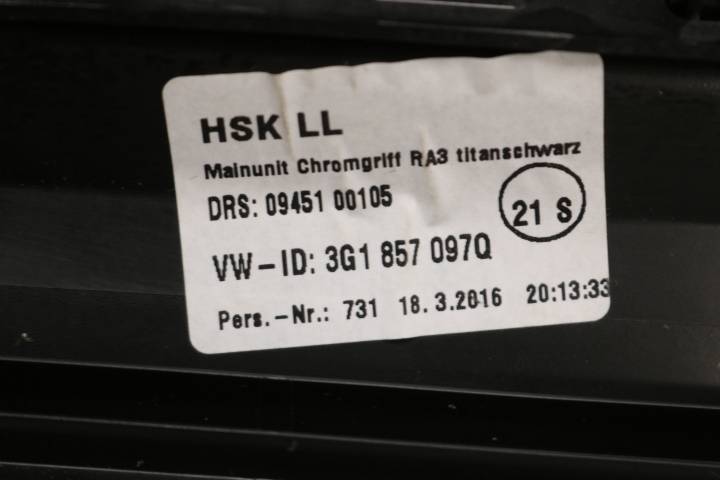 HSK LL
Mainunit Chromgriff RA3 titanschwarz
DRS: 09451 00105
21 S
VW-ID: 3G1 857 097Q
Pers.-Nr.: 731 18.3.2016 20:13:33